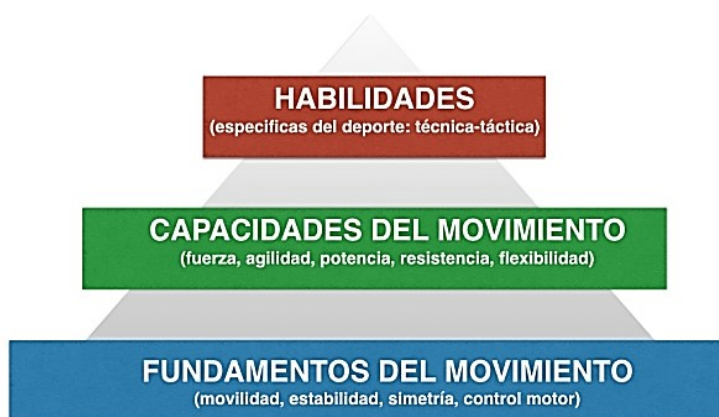 HABILIDADES
(especificas del deporte: técnica-táctica)
CAPACIDADES DEL MOVIMIENTO
(fuerza, agilidad, potencia, resistencia, flexibilidad)
FUNDAMENTOS DEL MOVIMIENTO
(movilidad, estabilidad, simetría, control motor)